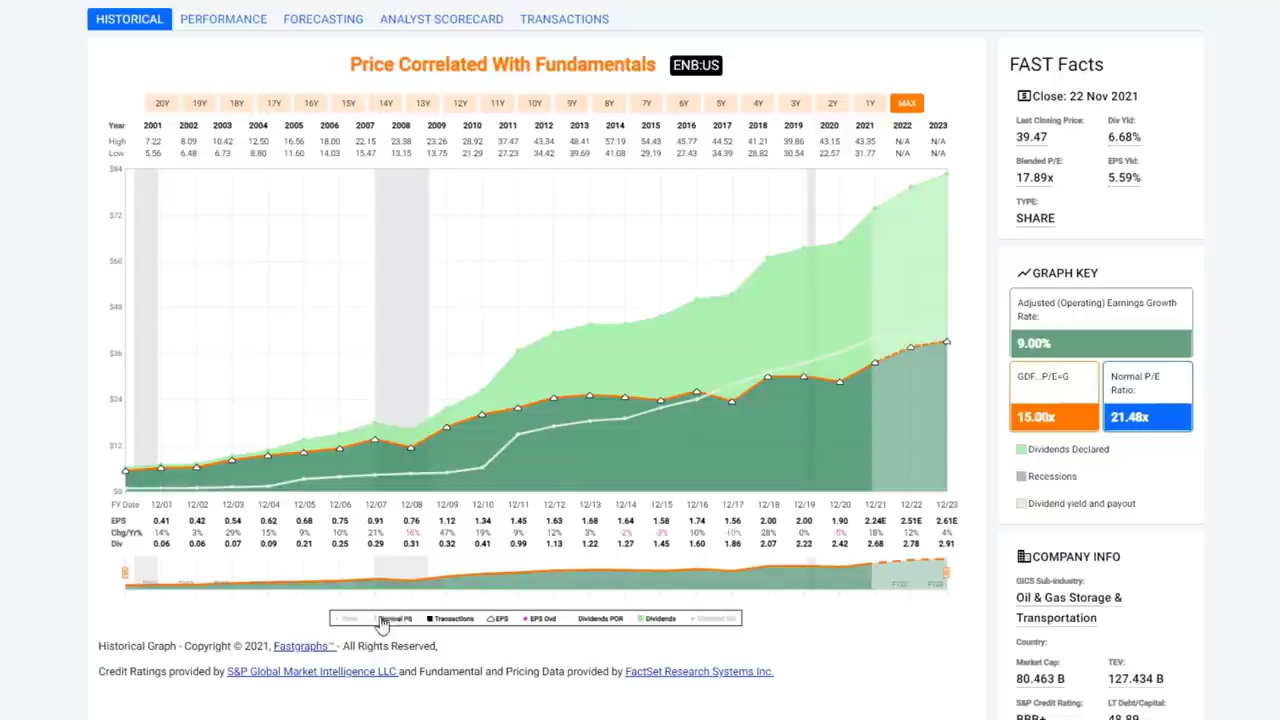 HISTORICAL PERFORMANCE FORECASTING ANALYST SCORECARD TRANSACTIONS
Price Correlated With Fundamentals ENB:US
20Y 19Y 18Y 17Y 16Y 15Y 14Y 13Y 12Y 11Y 10Y 9Y 8Y 7Y 6Y 5Y 4Y 3Y 2Y 1Y MAX
Year 2001 2002 2003 2004 2005 2006 2007 2008 2009 2010 2011 2012 2013 2014 2015 2016 2017 2018 2019 2020 2021 2022 2023
High 7.22 8.09 10.42 12.50 16.56 18.00 22.15 23.38 23.26 28.92 37.47 43.34 48.41 57.19 54.43 45.77 44.52 41.21 39.86 43.15 43.35 N/A N/A
Low 5.56 6.48 6.73 8.80 11.60 14.03 15.47 13.15 13.75 21.29 27.23 34.42 39.69 41.08 29.19 27.43 34.39 28.82 30.54 22.57 31.77 N/A N/A
$84
$72
$60
$48
$36
$24
$12
$0
FY Date 12/01 12/02 12/03 12/04 12/05 12/06 12/07 12/08 12/09 12/10 12/11 12/12 12/13 12/14 12/15 12/16 12/17 12/18 12/19 12/20 12/21 12/22 12/23
EPS 0.41 0.42 0.54 0.62 0.68 0.75 0.91 0.76 1.12 1.34 1.45 1.63 1.68 1.64 1.58 1.74 1.56 2.00 2.00 1.90 2.24E 2.51E 2.61E
Chg/Yr% 14% 3% 29% 15% 9% 10% 21% -16% 47% 19% 9% 12% 3% -2% -3% 10% -10% 28% 0% -5% 18% 12% 4%
Div 0.06 0.06 0.07 0.09 0.21 0.25 0.29 0.31 0.32 0.41 0.99 1.13 1.22 1.27 1.45 1.60 1.86 2.07 2.22 2.42 2.68 2.78 2.91
FY22 FY23
Price Normal PE Transactions EPS EPS Ovd Dividends POR Dividends
Historical Graph - Copyright © 2021, Fastgraphs™ - All Rights Reserved,
Credit Ratings provided by S&P Global Market Intelligence LLC and Fundamental and Pricing Data provided by FactSet Research Systems Inc.
FAST Facts
Close: 22 Nov 2021
Last Closing Price: Div Yld:
39.47 6.68%
Blended P/E: EPS Yld:
17.89x 5.59%
TYPE:
SHARE
GRAPH KEY
Adjusted (Operating) Earnings Growth
Rate:
9.00%
GDF...P/E=G Normal P/E
Ratio:
15.00x 21.48x
Dividends Declared
Recessions
Dividend yield and payout
COMPANY INFO
GICS Sub-industry:
Oil & Gas Storage &
Transportation
Country:
Market Cap: TEV:
80.463 B 127.434 B
S&P Credit Rating: LT Debt/Capital:
BBB+ 48.89